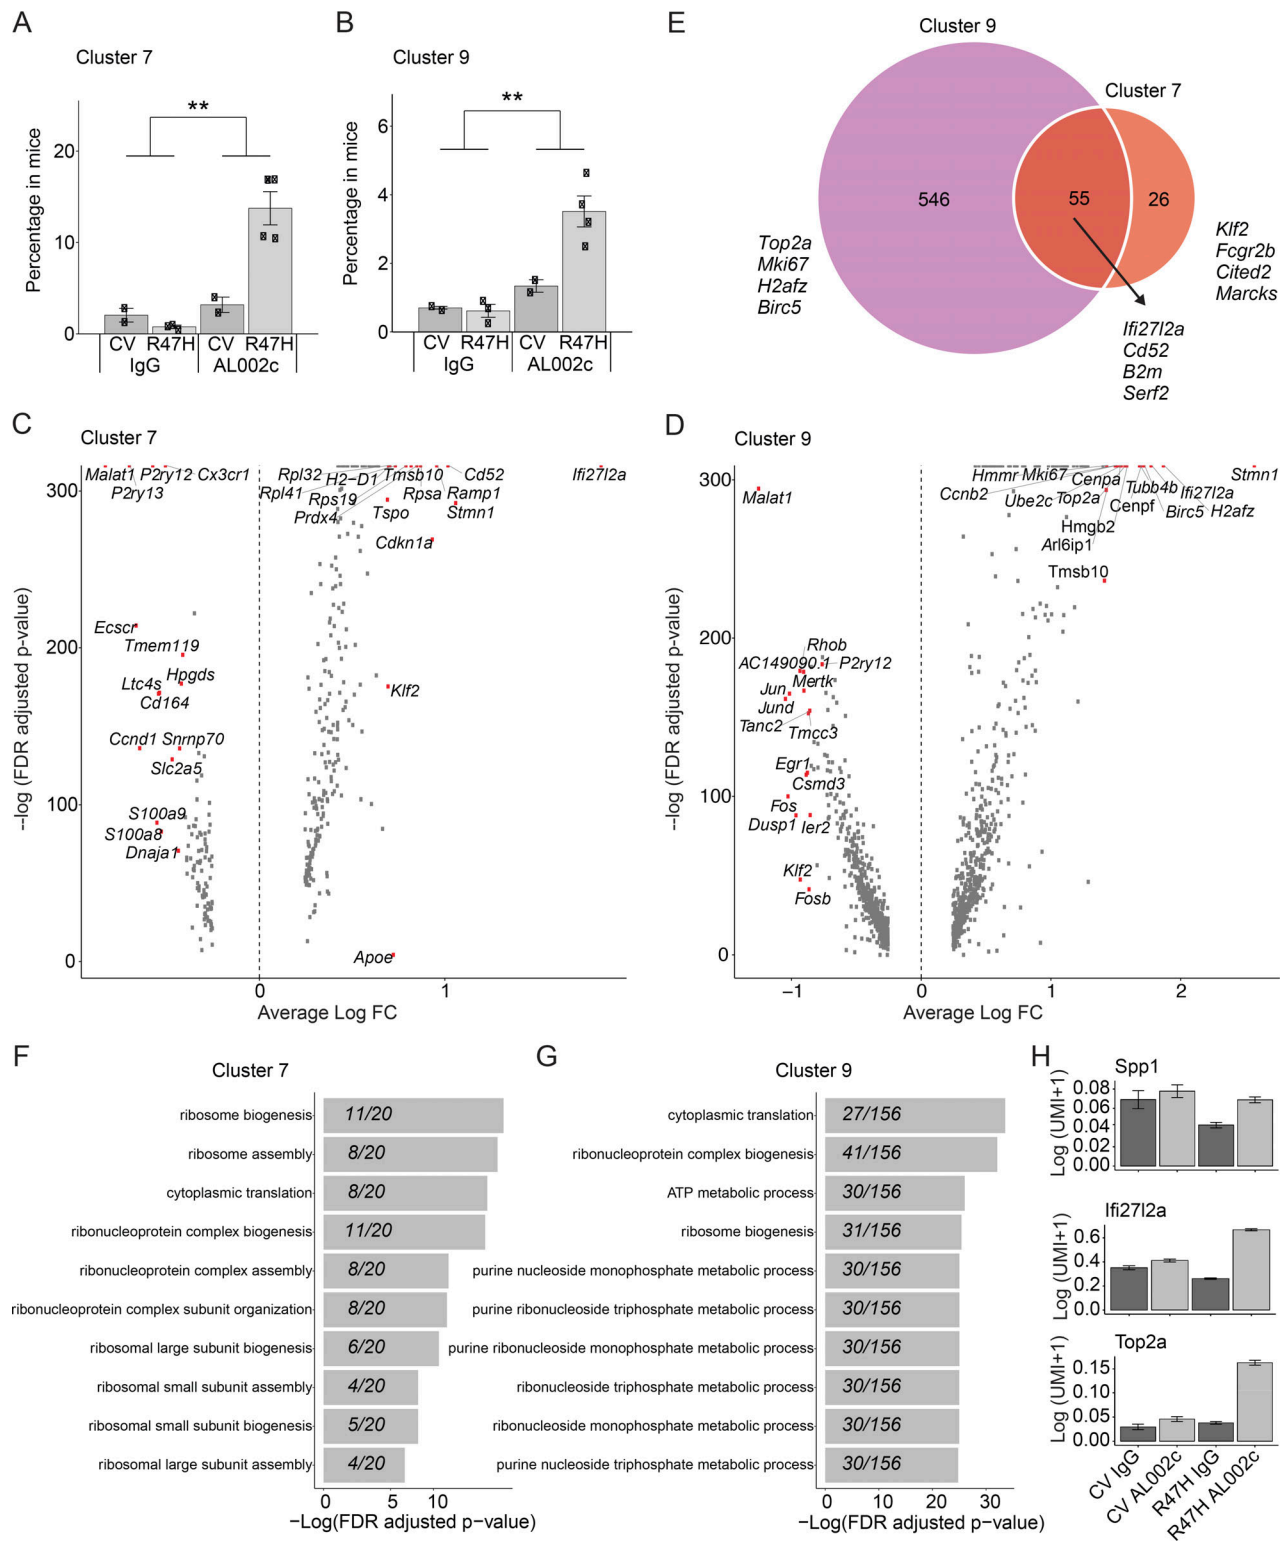 A
Cluster 7
**
Percentage in mice
20
10
0
CV R47H CV R47H
IgG AL002c
B
Cluster 9
**
Percentage in mice
6
4
2
0
CV R47H CV R47H
IgG AL002c
E
Cluster 9
Cluster 7
546
55
26
Top2a
Mki67
H2afz
Birc5
Klf2
Fcgr2b
Cited2
Marcks
Ifi27l2a
Cd52
B2m
Serf2
C
Cluster 7
Malat1 P2ry12 Cx3cr1
P2ry13
Rpl32 H2-D1 Tmsb10 Cd52 Ifi27l2a
Rpl41 Rps19 Rpsa Ramp1
Prdx4 Tspo Stmn1
Cdkn1a
Ecscr
Tmem119
Hpgds
Ltc4s
Cd164
Klf2
Ccnd1 Snrnp70
Slc2a5
S100a9
S100a8
Dnaja1
Apoe
300
200
100
0
--log (FDR adjusted p-value)
0 1
Average Log FC
D
Cluster 9
Malat1
Hmmr Mki67 Cenpa Tubb4b Ifi27l2a Stmn1
Ccnb2 Ube2c Top2a Cenpf Birc5 H2afz
Hmgb2
Arl6ip1
Tmsb10
Rhob
AC149090.1 P2ry12
Mertk
Jun
Jund
Tanc2
Tmcc3
Egr1
Csmd3
Fos
Dusp1 Ier2
Klf2
Fosb
300
200
100
0
--log (FDR adjusted p-value)
−1 0 1 2
Average Log FC
F
Cluster 7
ribosome biogenesis 11/20
ribosome assembly 8/20
cytoplasmic translation 8/20
ribonucleoprotein complex biogenesis 11/20
ribonucleoprotein complex assembly 8/20
ribonucleoprotein complex subunit organization 8/20
ribosomal large subunit biogenesis 6/20
ribosomal small subunit assembly 4/20
ribosomal small subunit biogenesis 5/20
ribosomal large subunit assembly 4/20
0 5 10
−Log(FDR adjusted p−value)
G
Cluster 9
cytoplasmic translation 27/156
ribonucleoprotein complex biogenesis 41/156
ATP metabolic process 30/156
ribosome biogenesis 31/156
purine nucleoside monophosphate metabolic process 30/156
purine ribonucleoside triphosphate metabolic process 30/156
purine ribonucleoside monophosphate metabolic process 30/156
ribonucleoside triphosphate metabolic process 30/156
ribonucleoside monophosphate metabolic process 30/156
purine nucleoside triphosphate metabolic process 30/156
0 10 20 30
−Log(FDR adjusted p−value)
H
Spp1
Log (UMI+1)
0.08
0.06
0.04
0.02
0.00
Ifi27l2a
Log (UMI+1)
0.6
0.4
0.2
0.0
Top2a
Log (UMI+1)
0.15
0.10
0.05
0.00
CV IgG
CV AL002c
R47H IgG
R47H AL002c